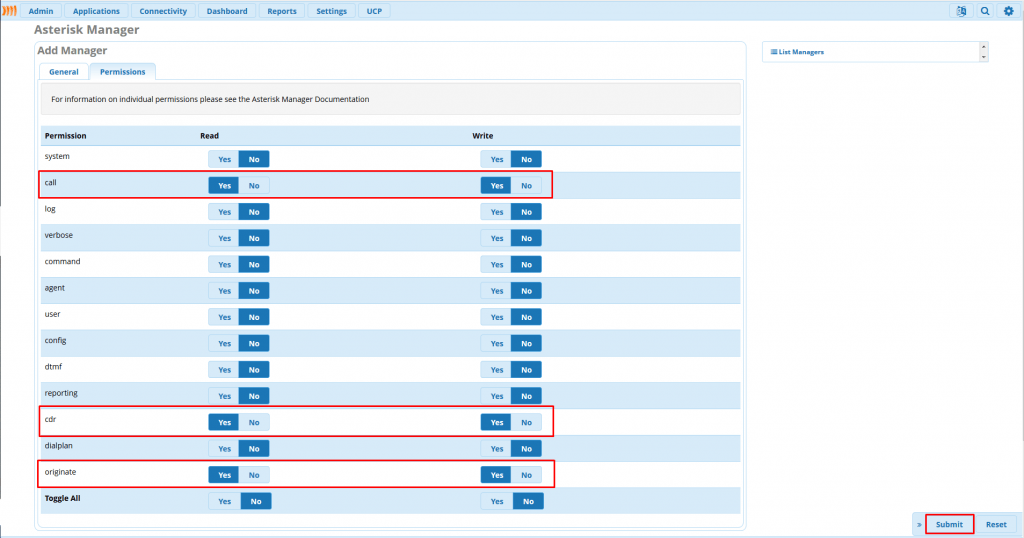 Admin Applications Connectivity Dashboard Reports Settings UCP
Asterisk Manager
Add Manager
List Managers
General Permissions
For information on individual permissions please see the Asterisk Manager Documentation
Permission Read Write
system Yes No Yes No
call Yes No Yes No
log Yes No Yes No
verbose Yes No Yes No
command Yes No Yes No
agent Yes No Yes No
user Yes No Yes No
config Yes No Yes No
dtmf Yes No Yes No
reporting Yes No Yes No
cdr Yes No Yes No
dialplan Yes No Yes No
originate Yes No Yes No
Toggle All Yes No Yes No
» Submit Reset